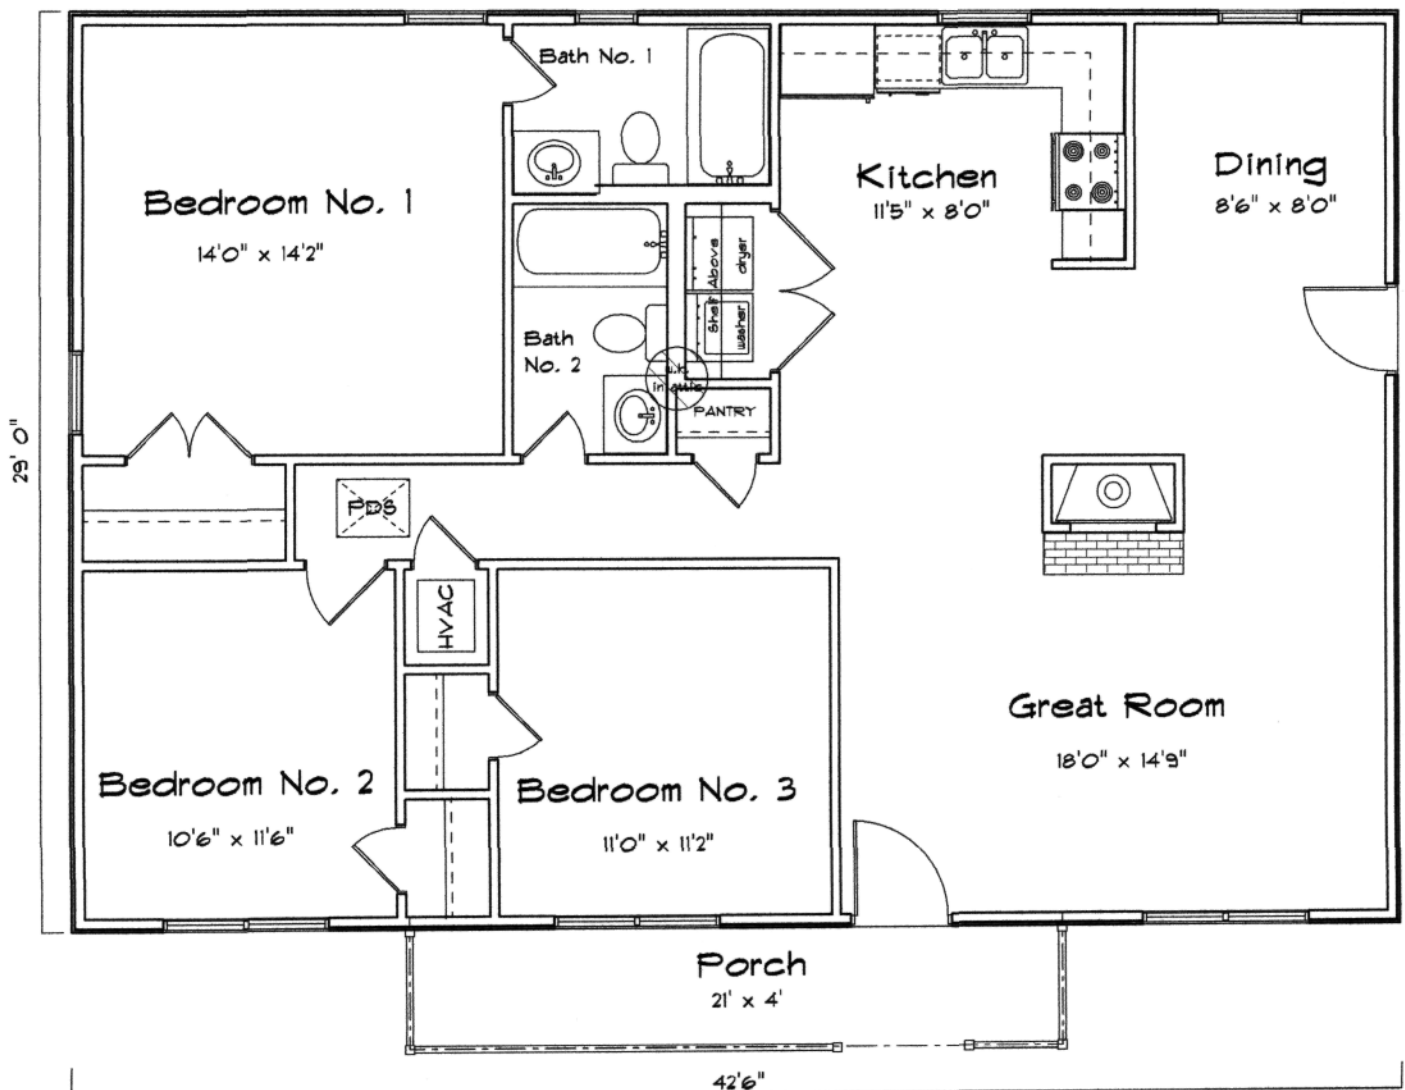 Bath No. 1
Bedroom No. 1
14'0" x 14'2"
Kitchen
11'5" x 8'0"
Dining
8'6" x 8'0"
Shelf Above
dryer
washer
Bath
No. 2
w.h.
in attic
PANTRY
29' 0"
PDS
HVAC
Great Room
18'0" x 14'9"
Bedroom No. 2
10'6" x 11'6"
Bedroom No. 3
11'0" x 11'2"
Porch
21' x 4'
42'6"